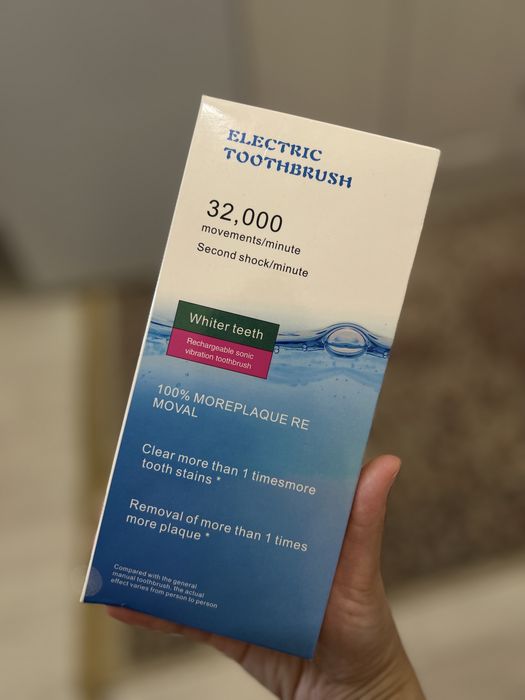 ELECTRIC
TOOTHBRUSH
32,000
movements/minute
Second shock/minute
Whiter teeth
Rechargeable sonic
vibration toothbrush
100% MOREPLAQUE RE
MOVAL
Clear more than 1 timesmore
tooth stains *
Removal of more than 1 times
more plaque *
Compared with the general
manual toothbrush, the actual
effect varies from person to person